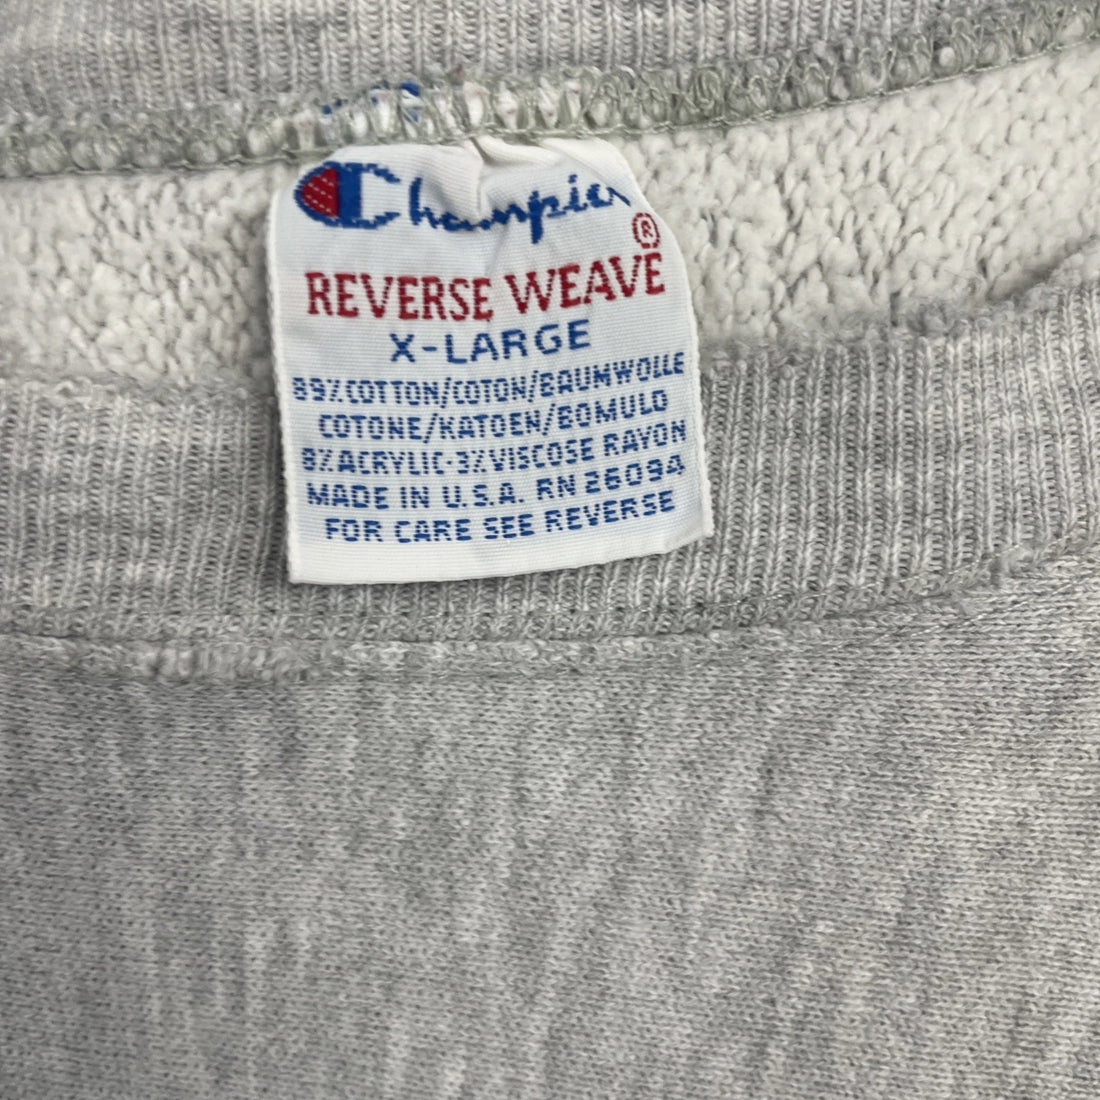 Champion
®
REVERSE WEAVE
X-LARGE
89%COTTON/COTON/BAUMWOLLE
COTONE/KATOEN/BOMULD
8%ACRYLIC·3%VISCOSE RAYON
MADE IN U.S.A. RN 26094
FOR CARE SEE REVERSE